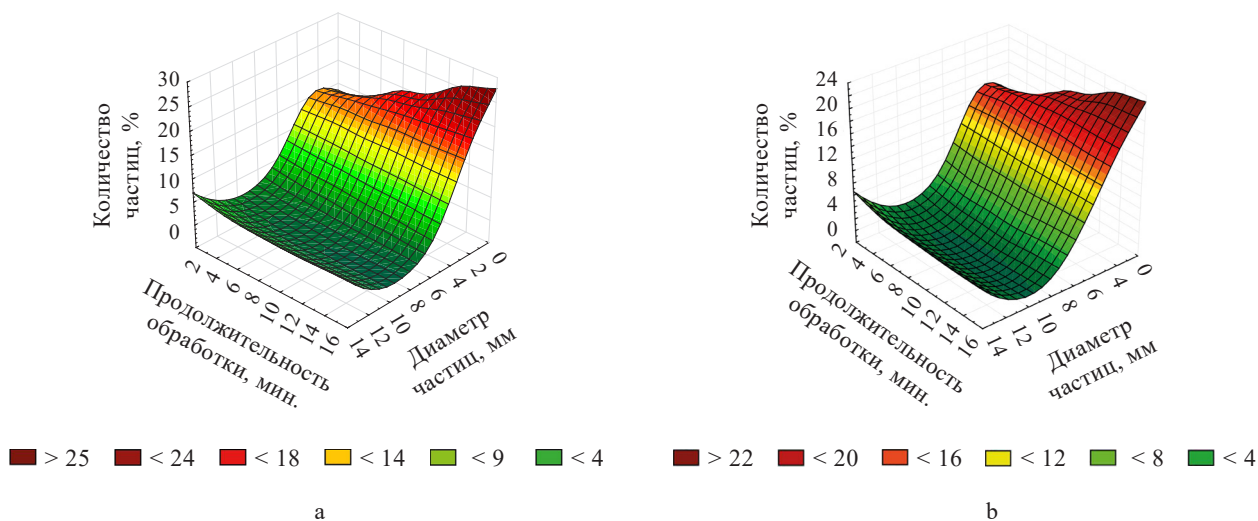 30
25
20
15
10
5
0
Количество
частиц, %
2
4
6
8
10
12
14
16
Продолжительность
обработки, мин.
14
12
10
8
6
4
2
0
Диаметр
частиц, мм
> 25 < 24 < 18 < 14 < 9 < 4
a
24
20
16
12
8
4
0
Количество
частиц, %
2
4
6
8
10
12
14
16
Продолжительность
обработки, мин.
14
12
10
8
6
4
0
Диаметр
частиц, мм
> 22 < 20 < 16 < 12 < 8 < 4
b